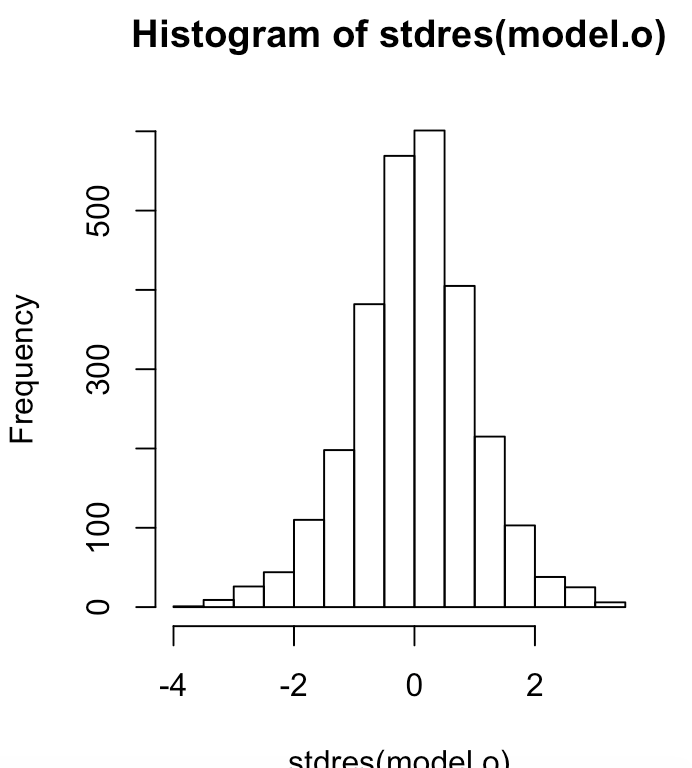 Histogram of stdres(model.o)
Frequency
500
300
100
0
-4 -2 0 2
stdres(model.o)